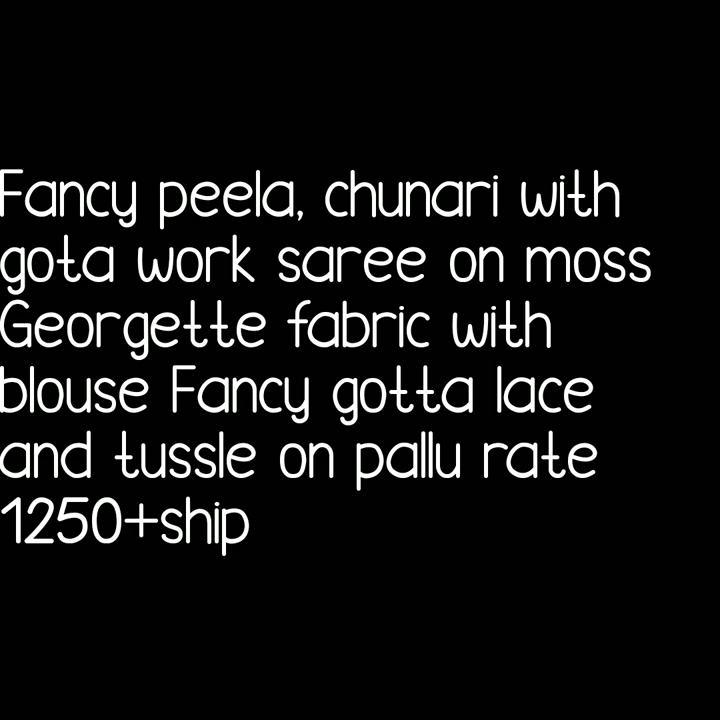 Fancy peela, chunari with
gota work saree on moss
Georgette fabric with
blouse Fancy gotta lace
and tussle on pallu rate
1250+ship